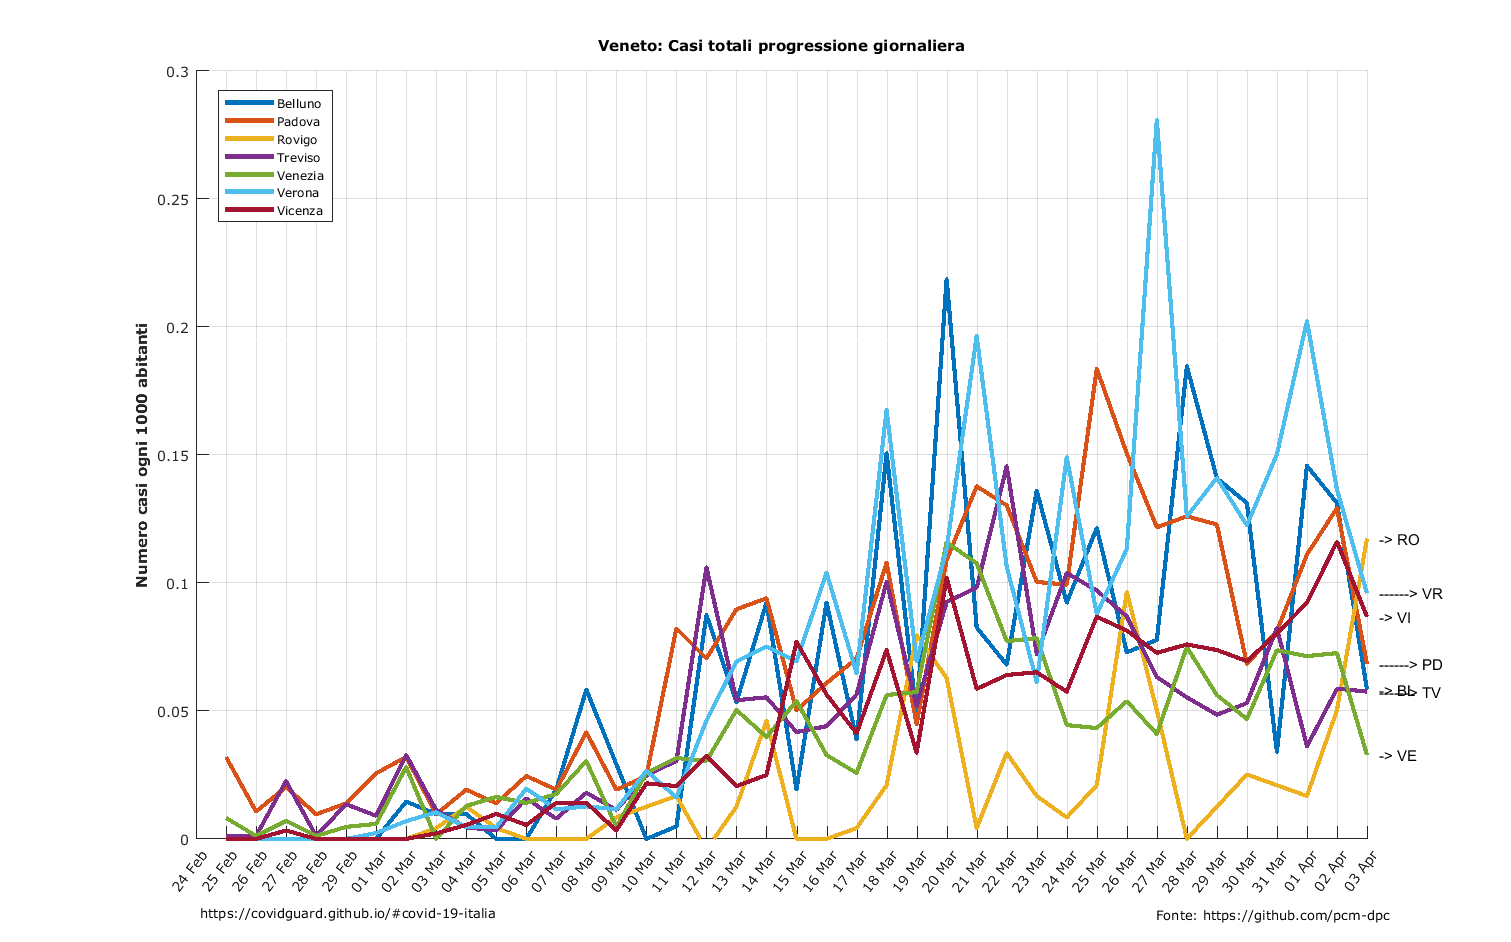 Veneto: Casi totali progressione giornaliera
Numero casi ogni 1000 abitanti
0.3
0.25
0.2
0.15
0.1
0.05
0
Belluno
Padova
Rovigo
Treviso
Venezia
Verona
Vicenza
-> RO
------> VR
-> VI
------> PD
-> BL
------> TV
-> VE
24 Feb
25 Feb
26 Feb
27 Feb
28 Feb
29 Feb
01 Mar
02 Mar
03 Mar
04 Mar
05 Mar
06 Mar
07 Mar
08 Mar
09 Mar
10 Mar
11 Mar
12 Mar
13 Mar
14 Mar
15 Mar
16 Mar
17 Mar
18 Mar
19 Mar
20 Mar
21 Mar
22 Mar
23 Mar
24 Mar
25 Mar
26 Mar
27 Mar
28 Mar
29 Mar
30 Mar
31 Mar
01 Apr
02 Apr
03 Apr
https://covidguard.github.io/#covid-19-italia
Fonte: https://github.com/pcm-dpc